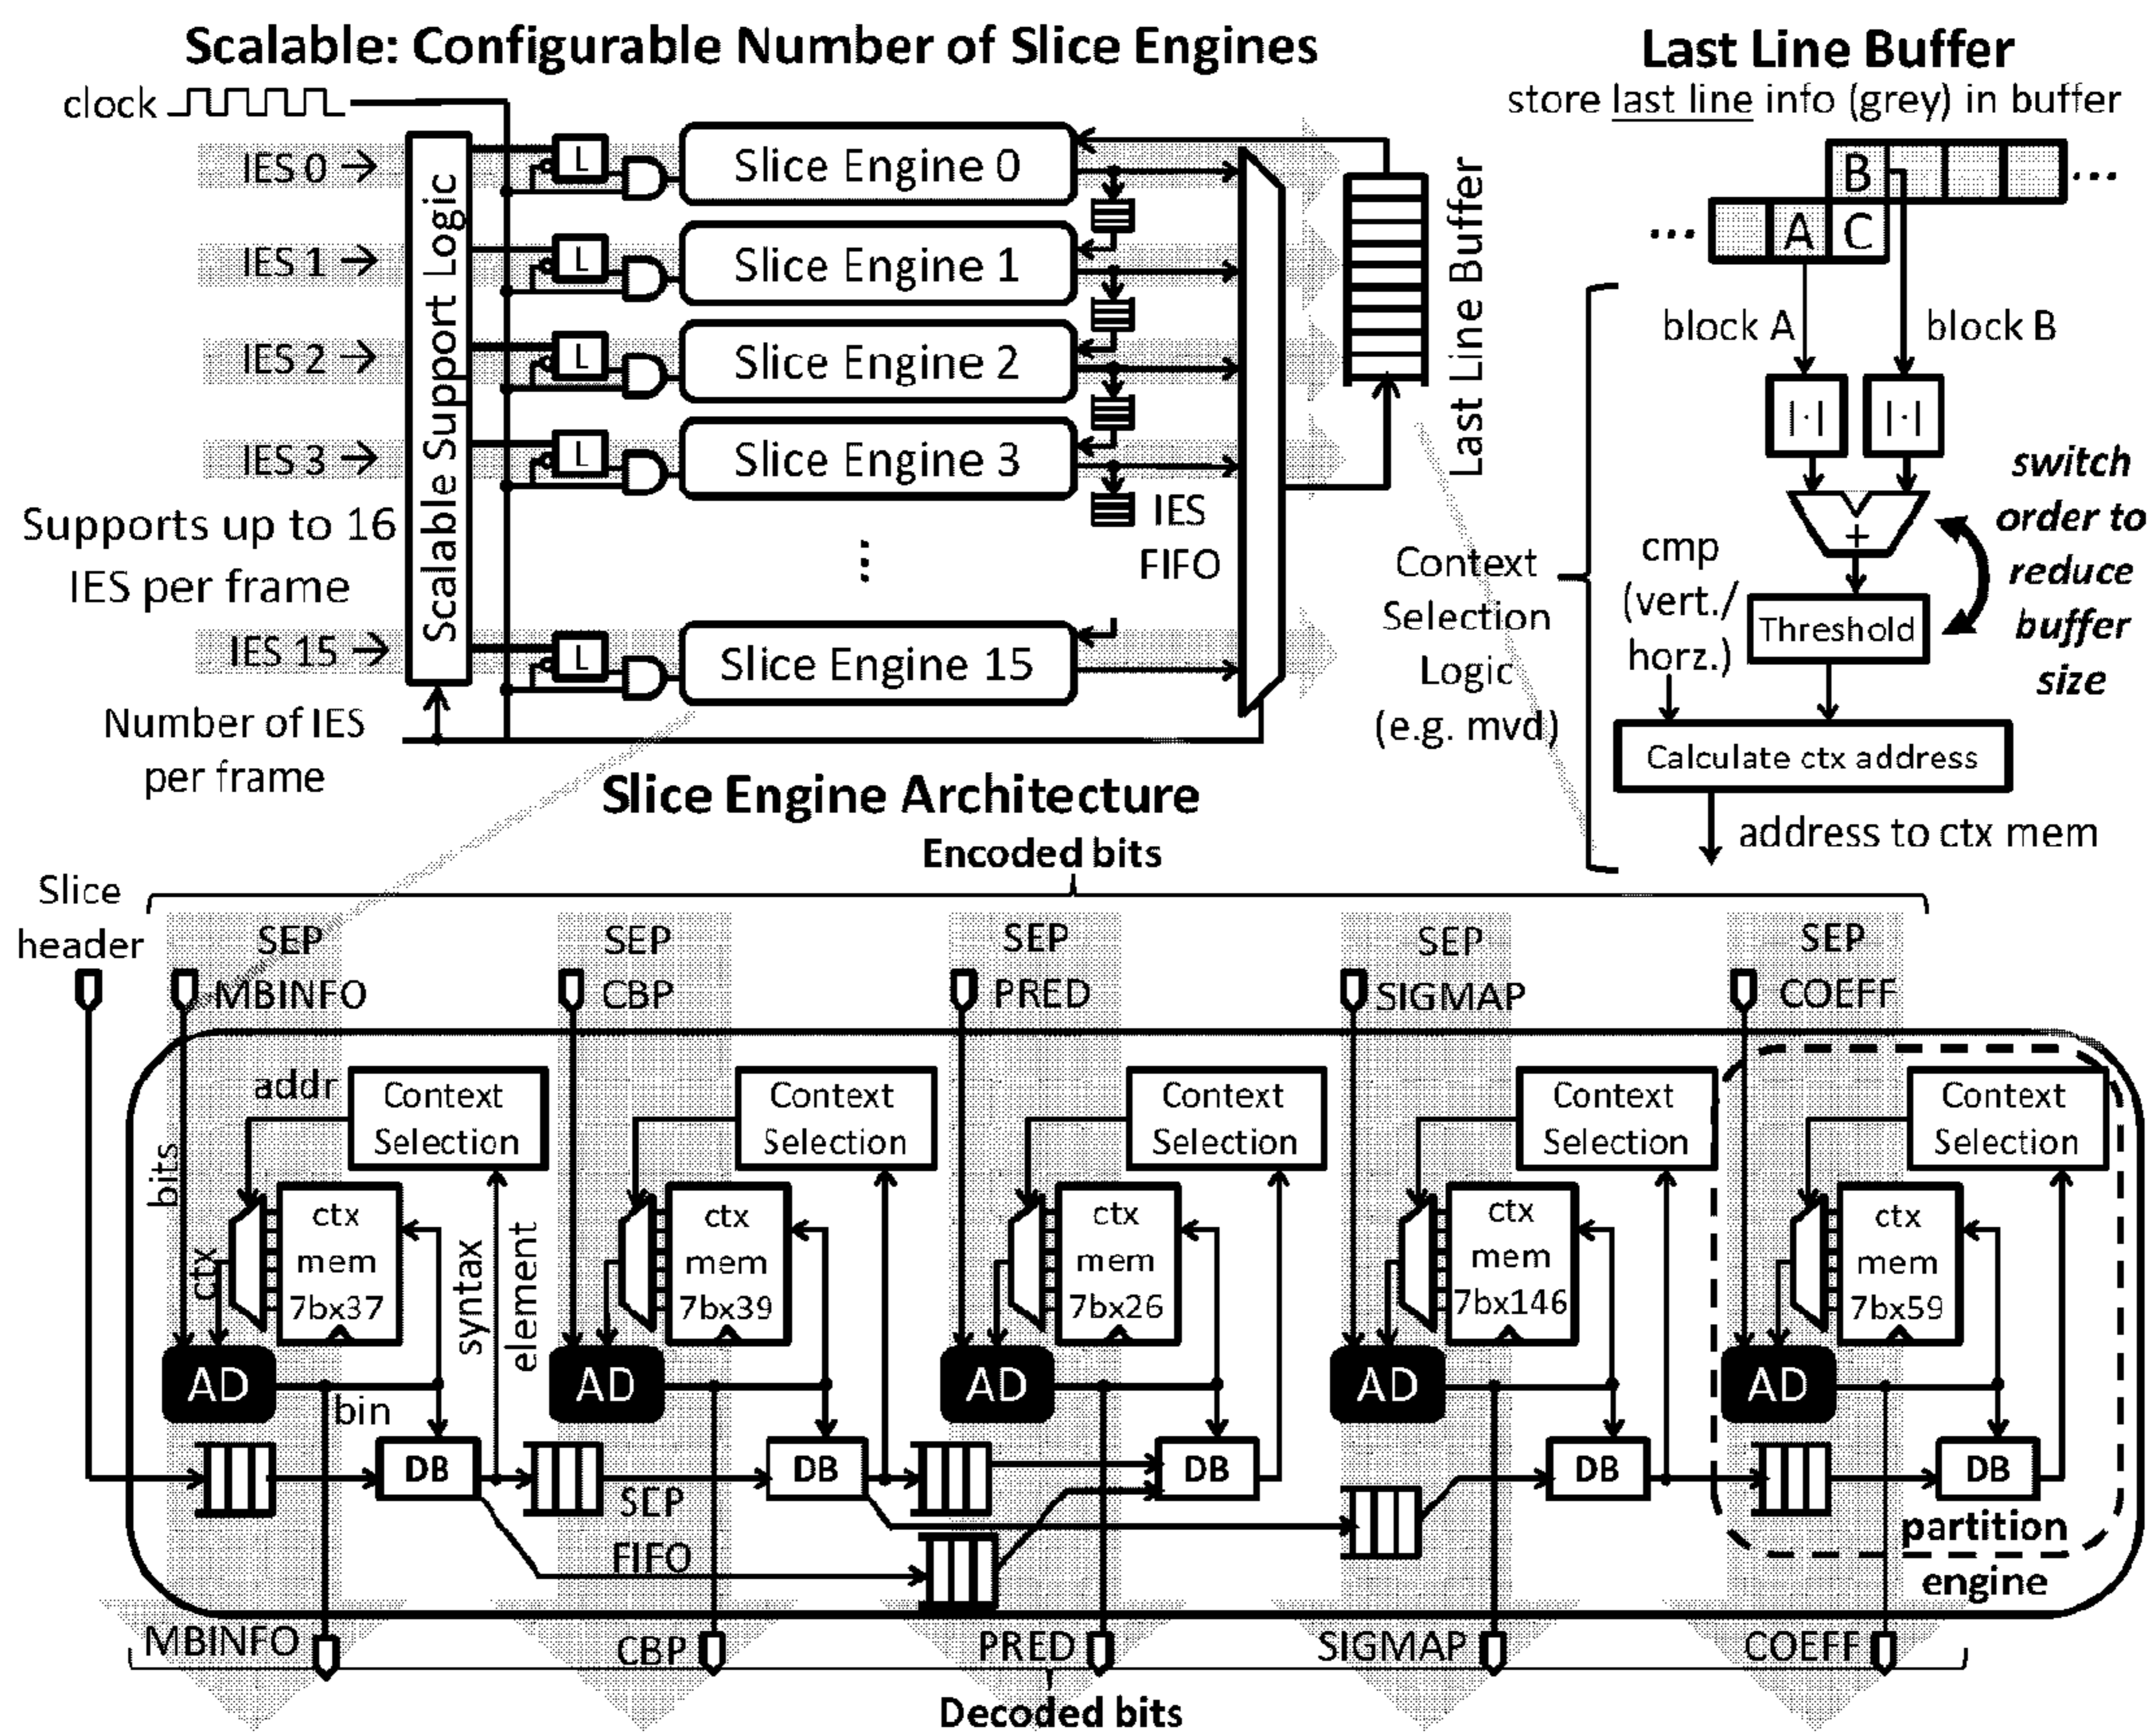 Scalable: Configurable Number of Slice Engines
clock
IES 0
IES 1
IES 2
IES 3
Supports up to 16
IES per frame
IES 15
Number of IES
per frame
Scalable Support Logic
L
L
L
L
L
Slice Engine 0
Slice Engine 1
Slice Engine 2
Slice Engine 3
⋮
Slice Engine 15
IES
FIFO
Last Line Buffer
Last Line Buffer
store last line info (grey) in buffer
B
...
...
A
C
block A
block B
|·|
|·|
+
switch
order to
reduce
buffer
size
Context
Selection
Logic
(e.g. mvd)
cmp
(vert./
horz.)
Threshold
Calculate ctx address
address to ctx mem
Slice Engine Architecture
Encoded bits
Slice
header
SEP
MBINFO
SEP
CBP
SEP
PRED
SEP
SIGMAP
SEP
COEFF
addr
bits
ctx
Context
Selection
ctx
mem
7bx37
syntax
element
AD
bin
DB
Context
Selection
ctx
mem
7bx39
AD
DB
SEP
FIFO
Context
Selection
ctx
mem
7bx26
AD
DB
Context
Selection
ctx
mem
7bx146
AD
DB
Context
Selection
ctx
mem
7bx59
AD
DB
partition
engine
MBINFO
CBP
PRED
SIGMAP
COEFF
Decoded bits